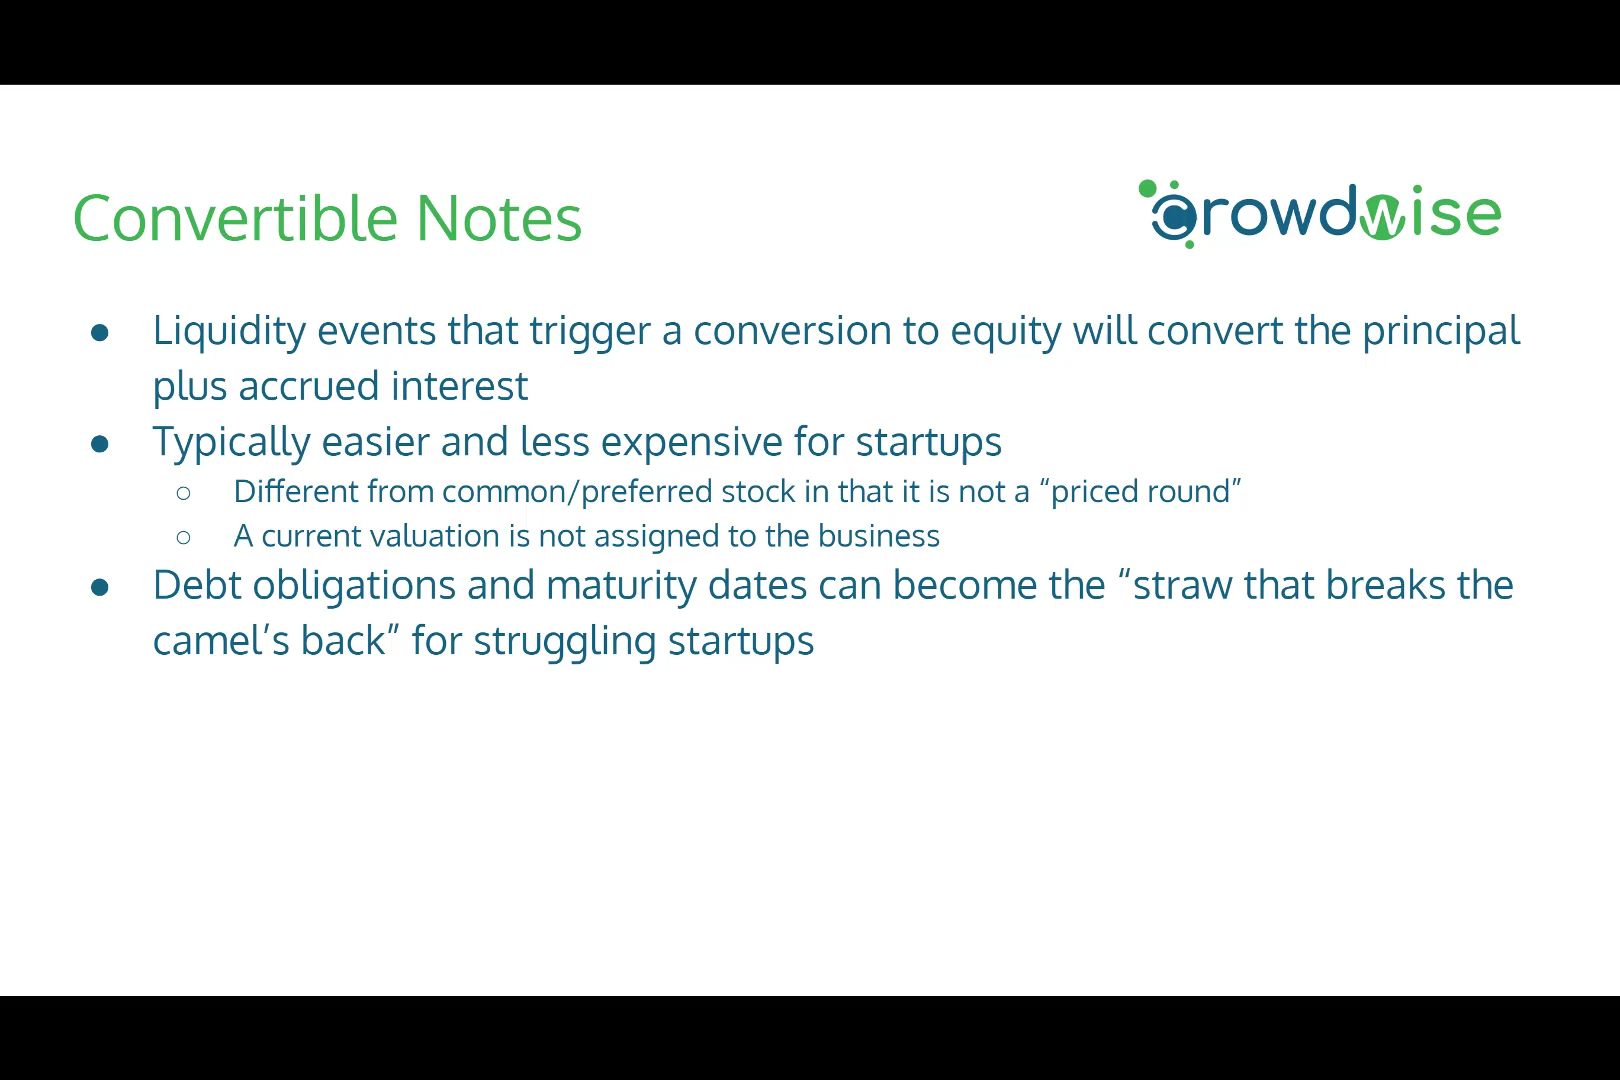 Convertible Notes
crowdwise
● Liquidity events that trigger a conversion to equity will convert the principal
plus accrued interest
● Typically easier and less expensive for startups
○ Different from common/preferred stock in that it is not a “priced round”
○ A current valuation is not assigned to the business
● Debt obligations and maturity dates can become the “straw that breaks the
camel’s back” for struggling startups